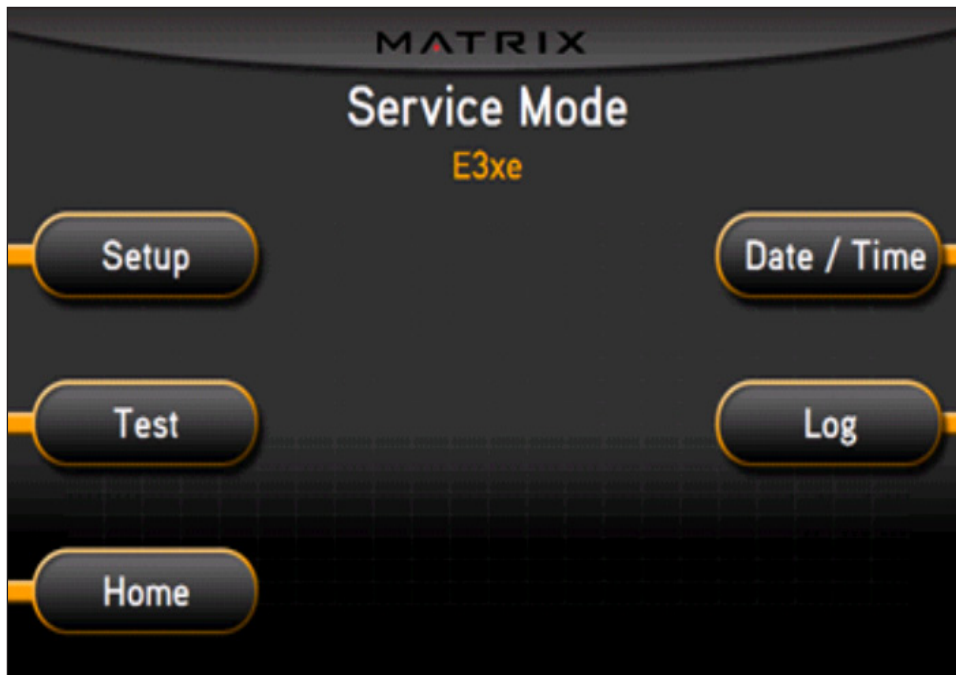 MATRIX
Service Mode
E3xe
Setup
Date / Time
Test
Log
Home